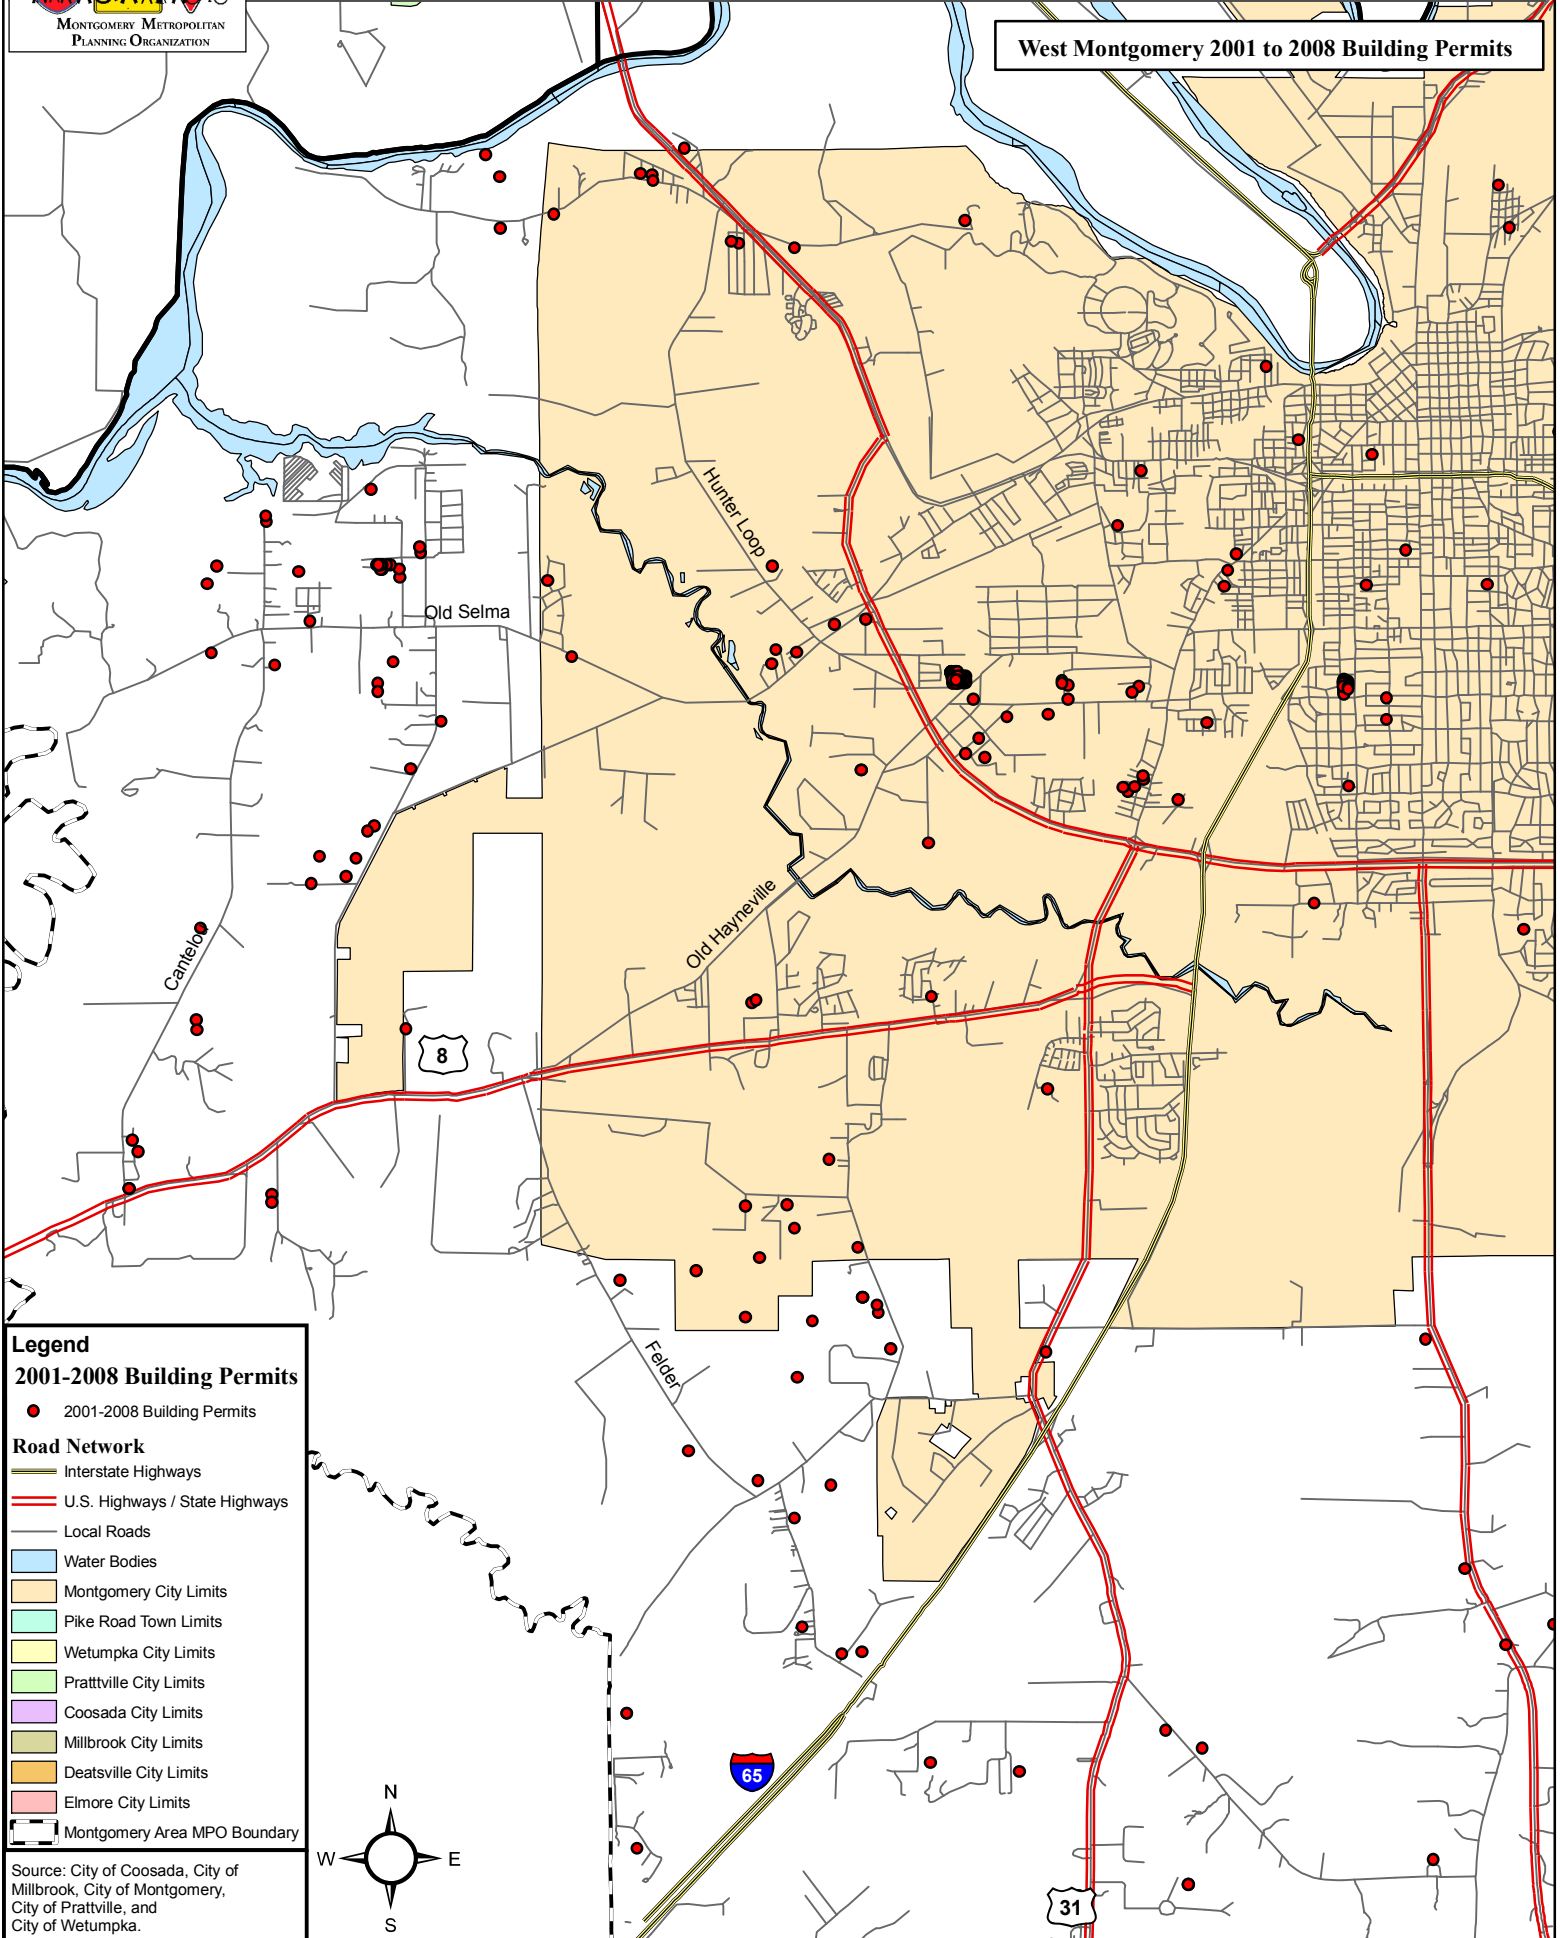 MONTGOMERY METROPOLITAN
PLANNING ORGANIZATION
West Montgomery 2001 to 2008 Building Permits
Hunter Loop
Old Selma
Old Hayneville
Cantelou
8
Felder
65
31
Legend
2001-2008 Building Permits
2001-2008 Building Permits
Road Network
Interstate Highways
U.S. Highways / State Highways
Local Roads
Water Bodies
Montgomery City Limits
Pike Road Town Limits
Wetumpka City Limits
Pratttville City Limits
Coosada City Limits
Millbrook City Limits
Deatsville City Limits
Elmore City Limits
Montgomery Area MPO Boundary
Source: City of Coosada, City of
Millbrook, City of Montgomery,
City of Prattville, and
City of Wetumpka.
N
W
E
S